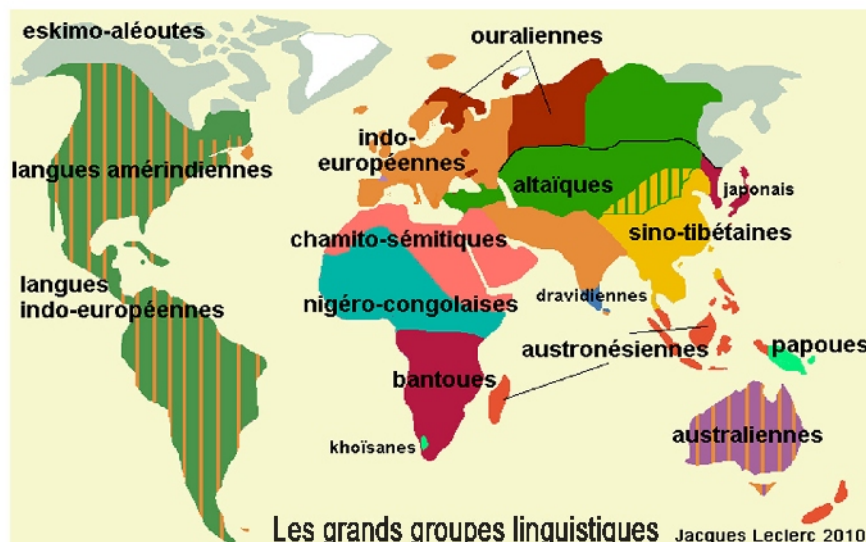 eskimo-aléoutes
ouraliennes
indo-
européennes
langues amérindiennes
altaïques
japonais
chamito-sémitiques
sino-tibétaines
langues
indo-européennes
nigéro-congolaises
dravidiennes
austronésiennes
papoues
bantoues
australiennes
khoïsanes
Les grands groupes linguistiques
Jacques Leclerc 2010